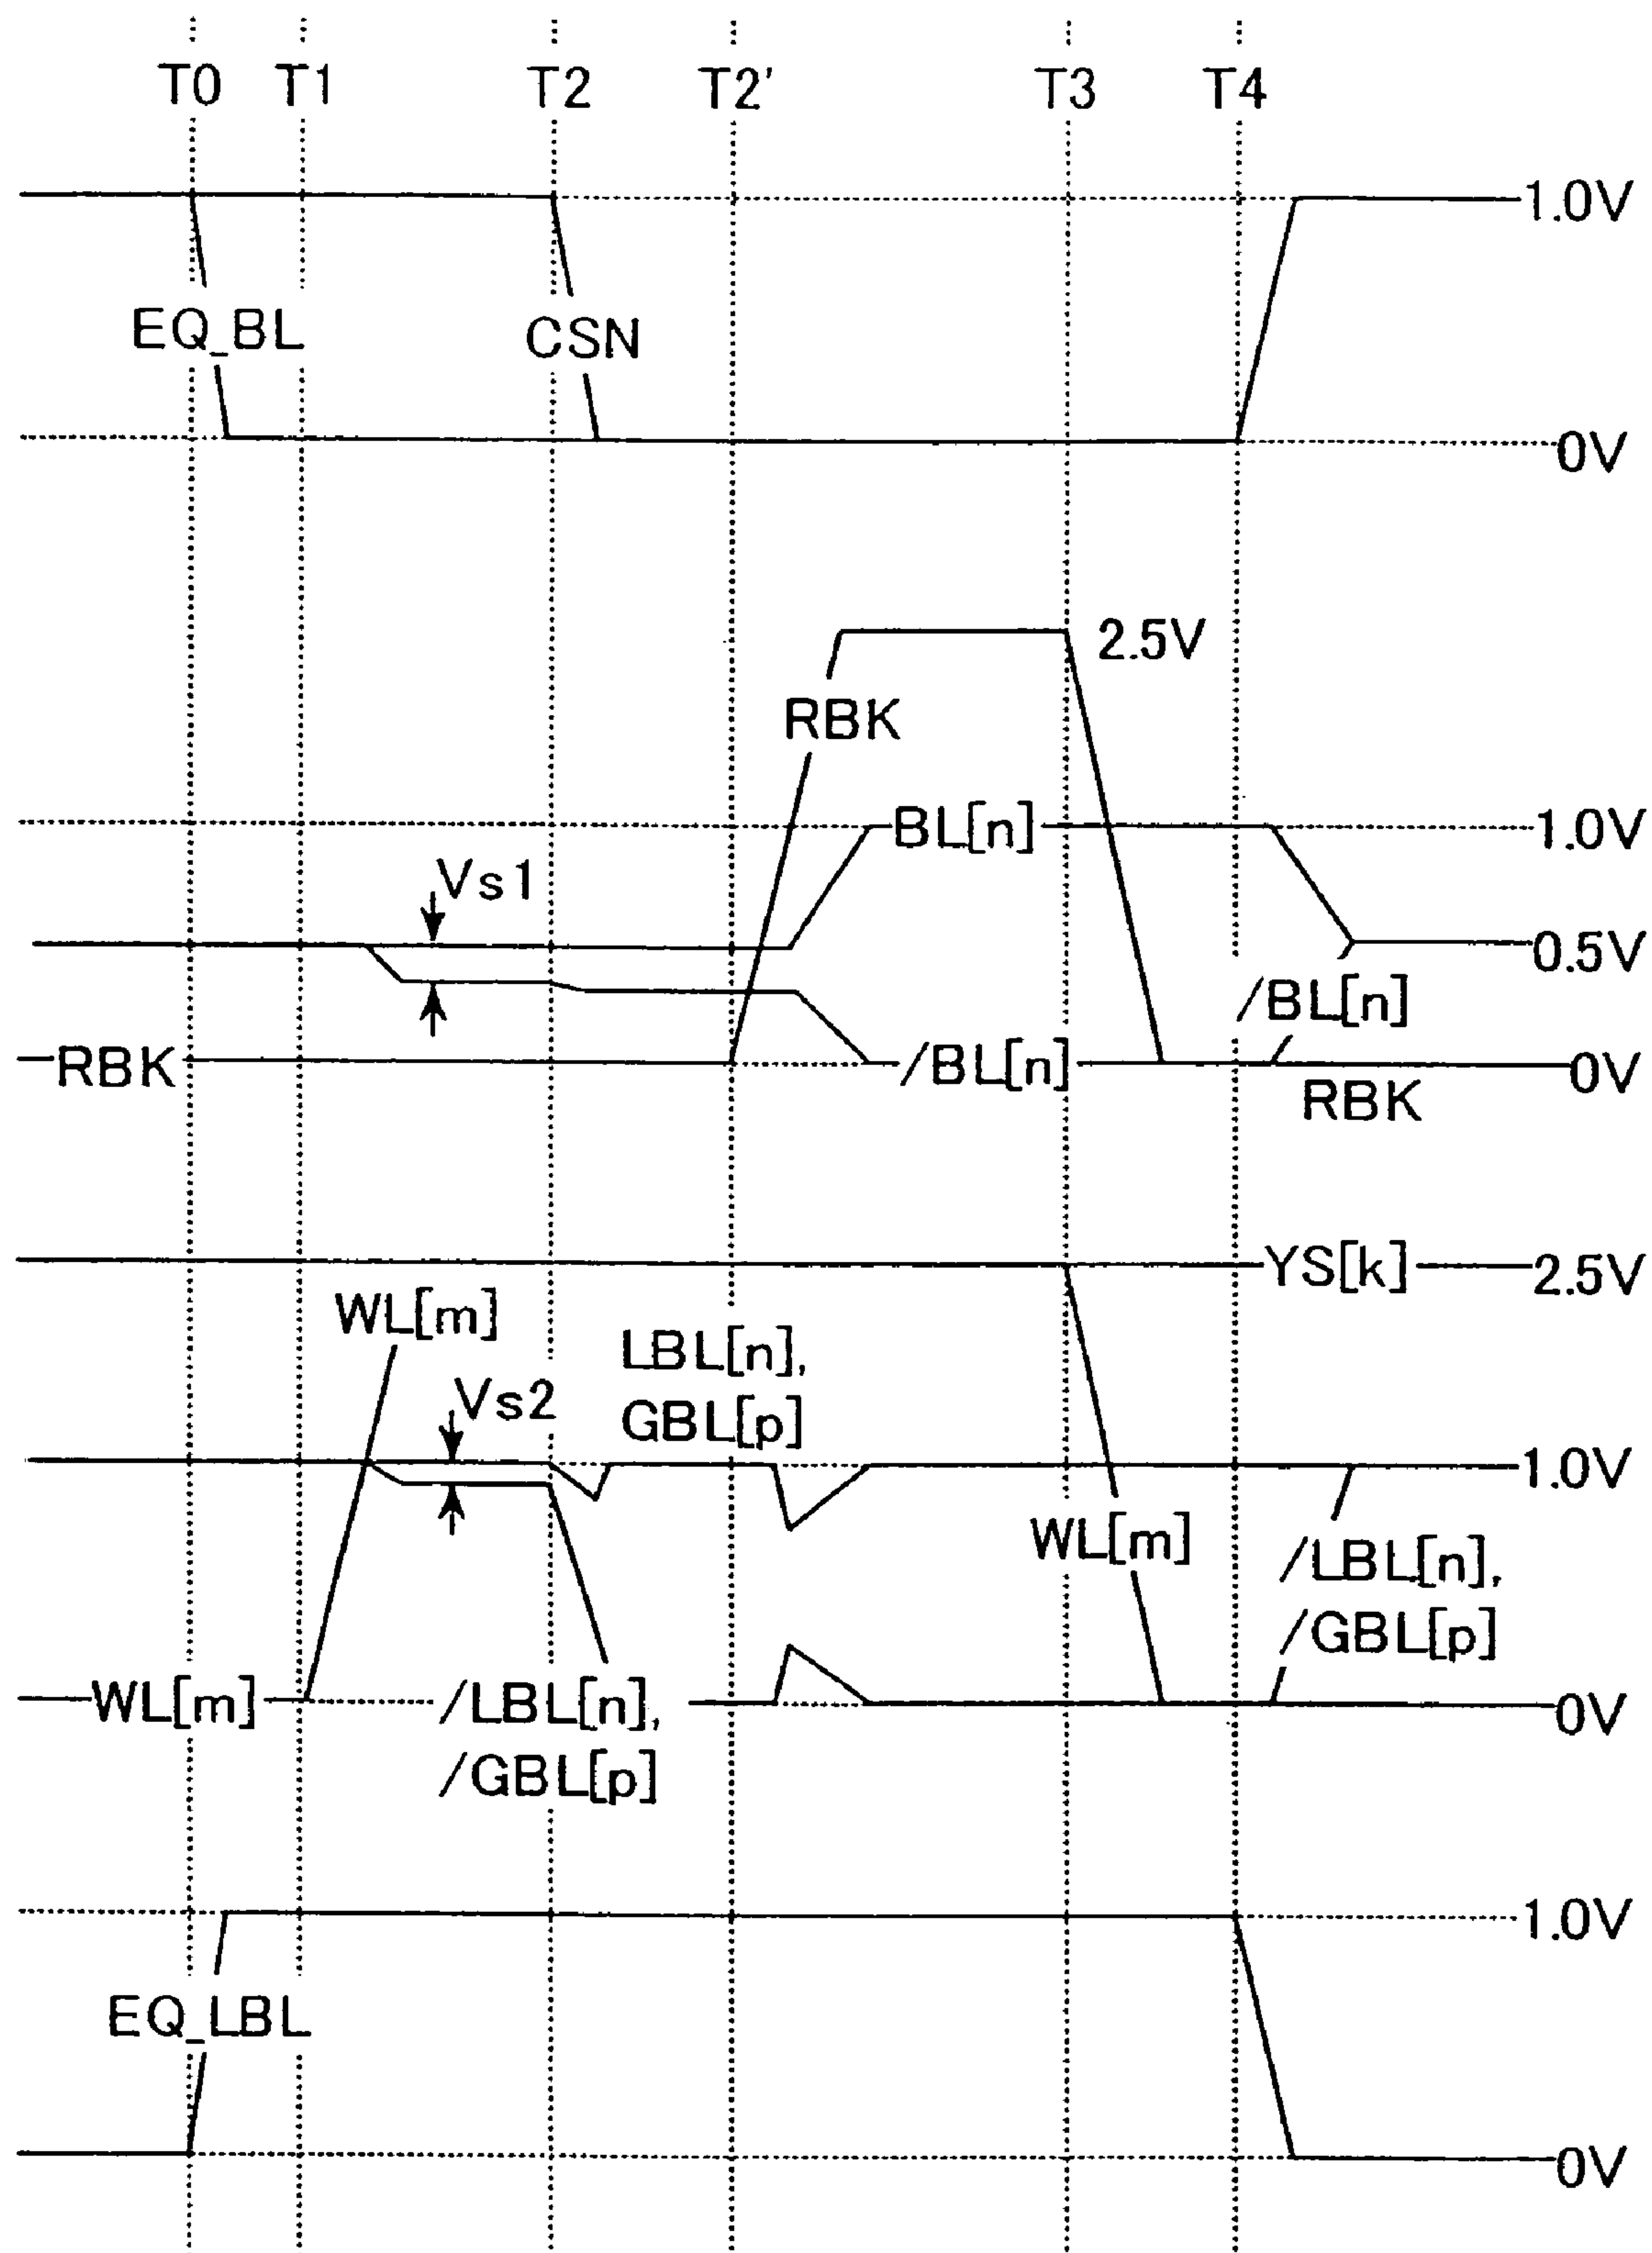 T0 T1 T2 T2' T3 T4
1.0V
EQ_BL CSN
0V
2.5V
RBK
BL[n] 1.0V
Vs1
0.5V
/BL[n]
RBK /BL[n] 0V
RBK
YS[k] 2.5V
WL[m]
LBL[n],
GBL[p]
Vs2
1.0V
WL[m]
/LBL[n],
/GBL[p]
WL[m] /LBL[n], 0V
/GBL[p]
1.0V
EQ_LBL
0V